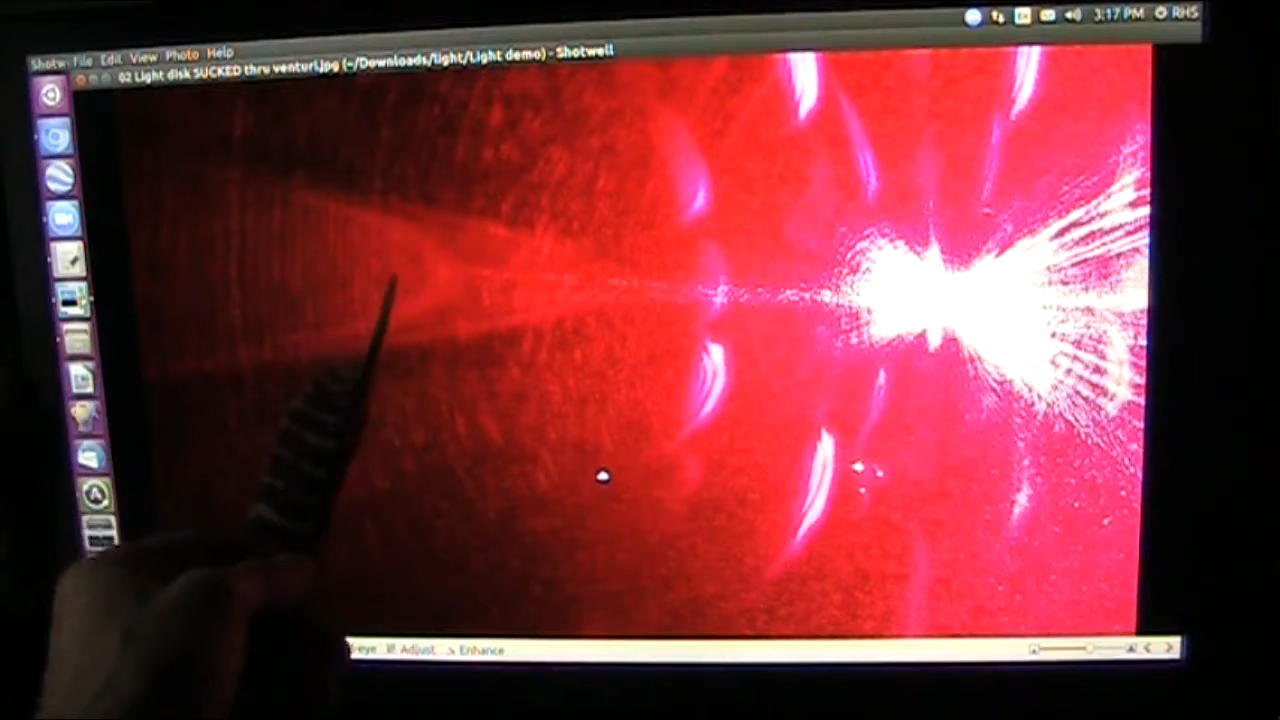 Shotw File Edit View Photo Help
3:17 PM RHS
02 Light disk SUCKED thru venturi.jpg (~/Downloads/light/Light demo) - Shotwell
-eye Adjust Enhance